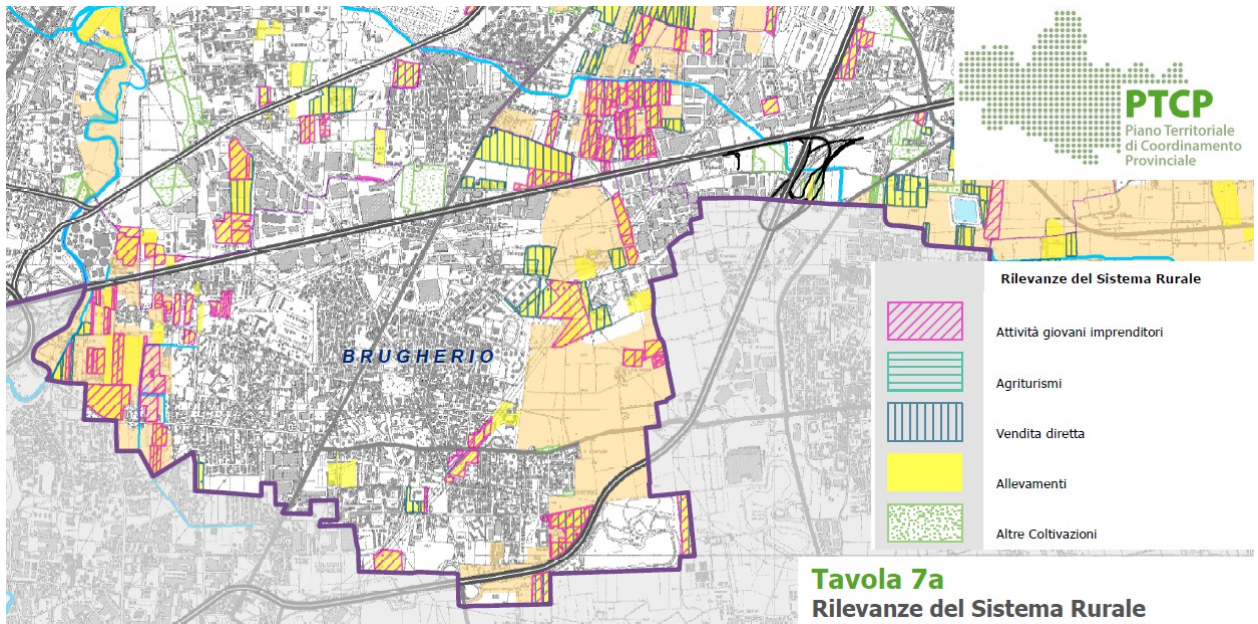 PTCP
Piano Territoriale
di Coordinamento
Provinciale
Rilevanze del Sistema Rurale
Attività giovani imprenditori
Agriturismi
BRUGHERIO
Vendita diretta
Allevamenti
Altre Coltivazioni
Tavola 7a
Rilevanze del Sistema Rurale